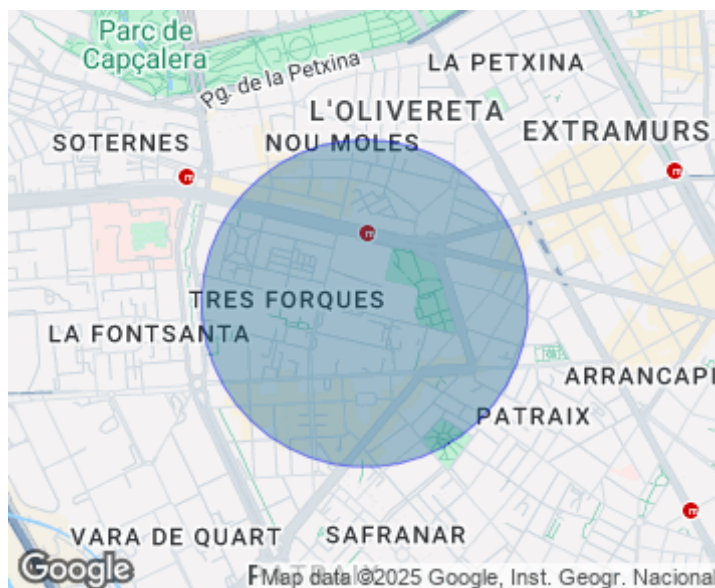 Parc de
Capçalera
Pg. de la Petxina
LA PETXINA
L'OLIVERETA
EXTRAMURS
SOTERNES
NOU MOLES
TRES FORQUES
LA FONTSANTA
ARRANCAPI
PATRAIX
VARA DE QUART
SAFRANAR
Google
Map data ©2025 Google, Inst. Geogr. Nacional